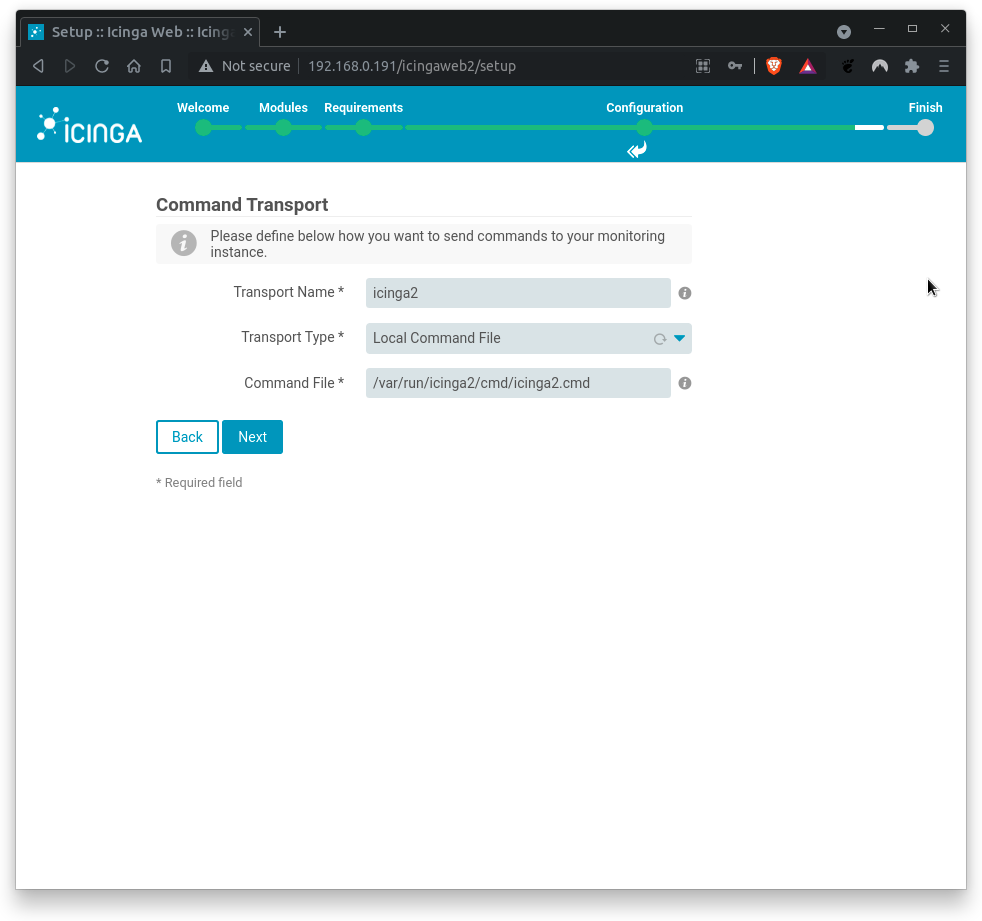 Setup :: Icinga Web :: Icing
Not secure
192.168.0.191/icingaweb2/setup
ICINGA
Welcome
Modules
Requirements
Configuration
Finish
Command Transport
Please define below how you want to send commands to your monitoring
instance.
Transport Name *
icinga2
Transport Type *
Local Command File
Command File *
/var/run/icinga2/cmd/icinga2.cmd
Back
Next
* Required field